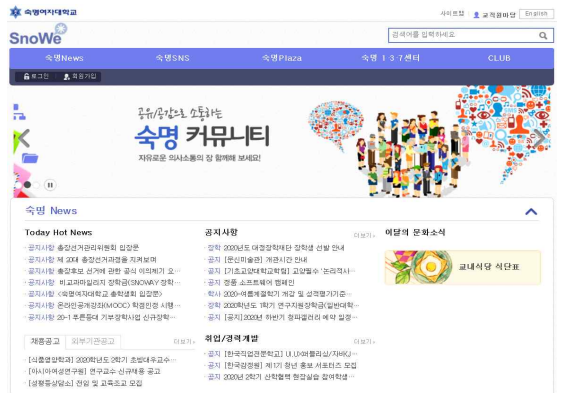 숙명여자대학교
사이트맵 교직원마당 English
SnoWe
검색어를 입력하세요
숙명News 숙명SNS 숙명Plaza 숙명 1·3·7센터 CLUB
로그인 회원가입
공유/공감으로 소통하는
숙명 커뮤니티
자유로운 의사소통의 장 함께해 보세요!
숙명 News
Today Hot News
공지사항 총장선거관리위원회 입장문
공지사항 제 20대 총장선거과정을 지켜보며
공지사항 총장후보 선거에 관한 공식 이의제기 요…
공지사항 비교과마일리지 장학금(SNOWAY 장학…
공지사항 <숙명여자대학교 총학생회 입장문>
공지사항 온라인공개강좌(MOOC) 학점인정 시행…
공지사항 20-1 푸른등대 기부장학사업 신규장학…
채용공고 외부기관공고 더보기
[식품영양학과] 2020학년도 2학기 초빙대우교수…
[아시아여성연구원] 연구교수 신규채용 공고
[성평등상담소] 전임 및 교육조교 모집
공지사항 더보기
장학 2020년도 대경장학재단 장학생 선발 안내
공지 [문신미술관] 개관시간 안내
공지 [기초교양대학교학팀] 교양필수 '논리적사…
공지 정품 소프트웨어 캠페인
학사 2020-여름계절학기 개강 및 성적평가기준…
장학 2020학년도 1학기 연구지원장학금(일반대학…
공지 [공지] 2020년 하반기 청파갤러리 예약 일정…
취업/경력개발 더보기
공지 [한국직업전문학교] UI,UX퍼블리싱/자바(J…
공지 [한국감정원] 제1기 청년 홍보 서포터즈 모집
공지 2020년 2학기 산학협력 현장실습 참여학생…
이달의 문화소식
교내식당 식단표